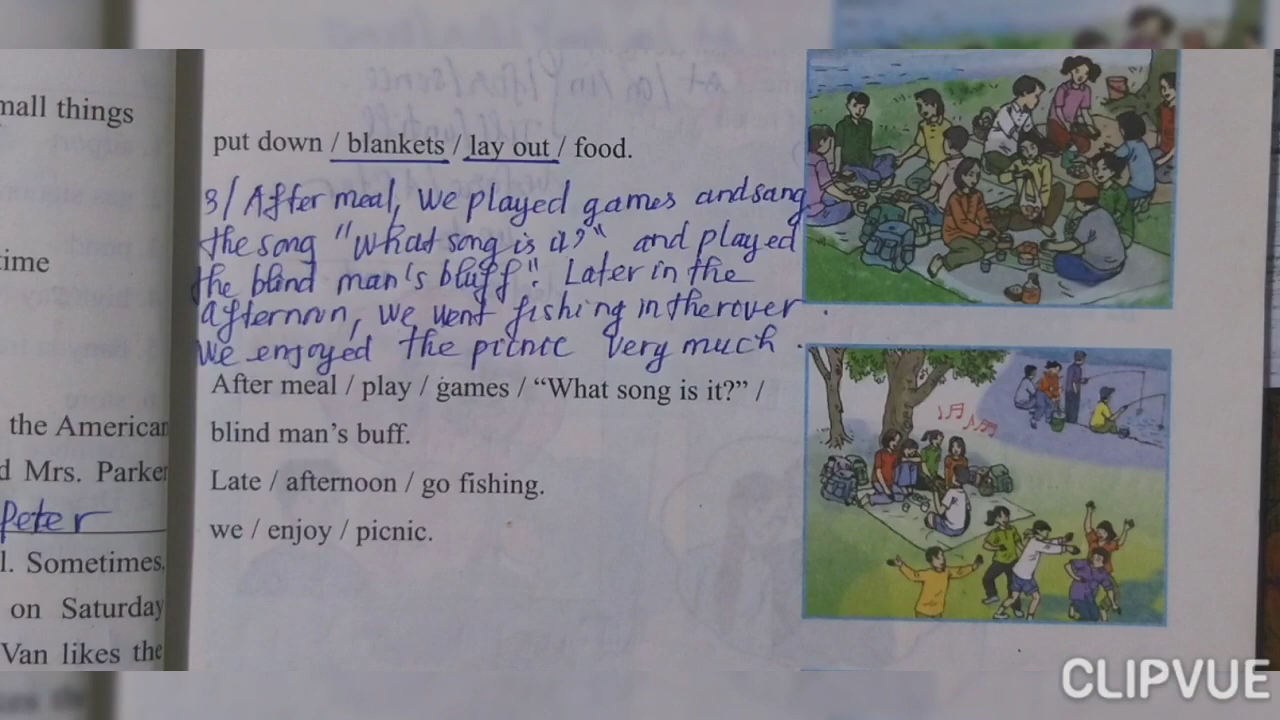 mall things
time
the American
d Mrs. Parker
Peter
l. Sometimes,
on Saturday
Van likes the
put down / blankets / lay out / food.
3/ After meal, we played games and sang
the song "What song is it?" and played
the blind man's bluff". Later in the
afternoon, we went fishing in the rover
We enjoyed the picnic very much.
After meal / play / games / “What song is it?” /
blind man’s buff.
Late / afternoon / go fishing.
we / enjoy / picnic.
CLIPVUE